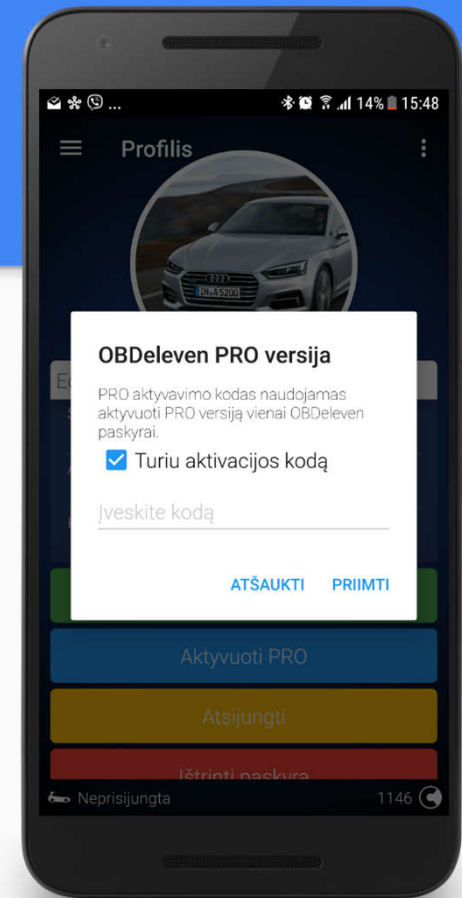 ... 14% 15:48
Profilis
IN·A5200
OBDeleven PRO versija
PRO aktyvavimo kodas naudojamas
aktyvuoti PRO versiją vienai OBDeleven
paskyrai.
Turiu aktivacijos kodą
Įveskite kodą
ATŠAUKTI PRIIMTI
Aktyvuoti PRO
Atsijungti
Ištrinti paskyrą
Neprisijungta 1146